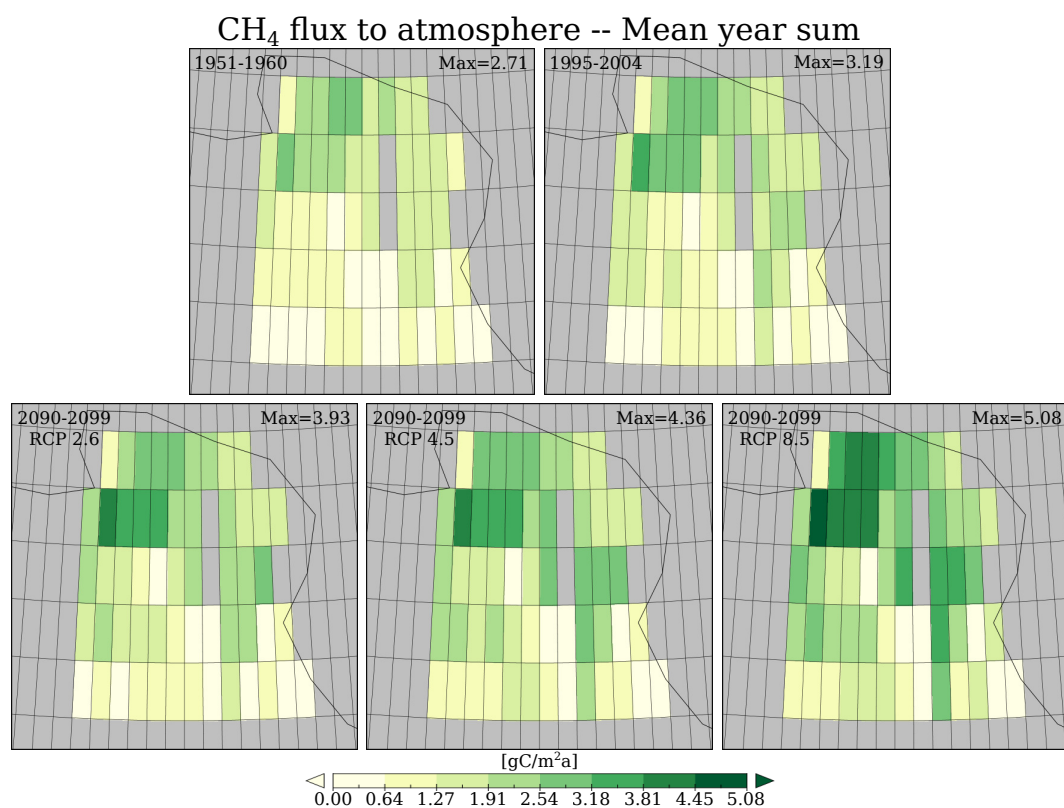 CH₄ flux to atmosphere -- Mean year sum
1951-1960 Max=2.71
1995-2004 Max=3.19
2090-2099 Max=3.93
RCP 2.6
2090-2099 Max=4.36
RCP 4.5
2090-2099 Max=5.08
RCP 8.5
[gC/m²a]
0.00 0.64 1.27 1.91 2.54 3.18 3.81 4.45 5.08